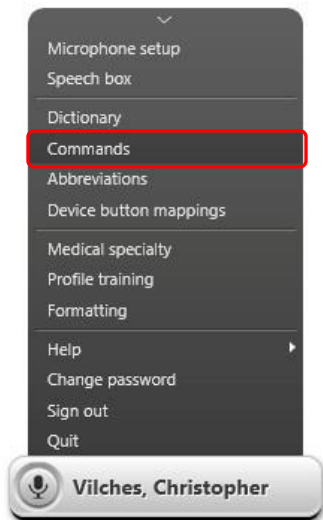 Microphone setup
Speech box
Dictionary
Commands
Abbreviations
Device button mappings
Medical specialty
Profile training
Formatting
Help
Change password
Sign out
Quit
Vilches, Christopher